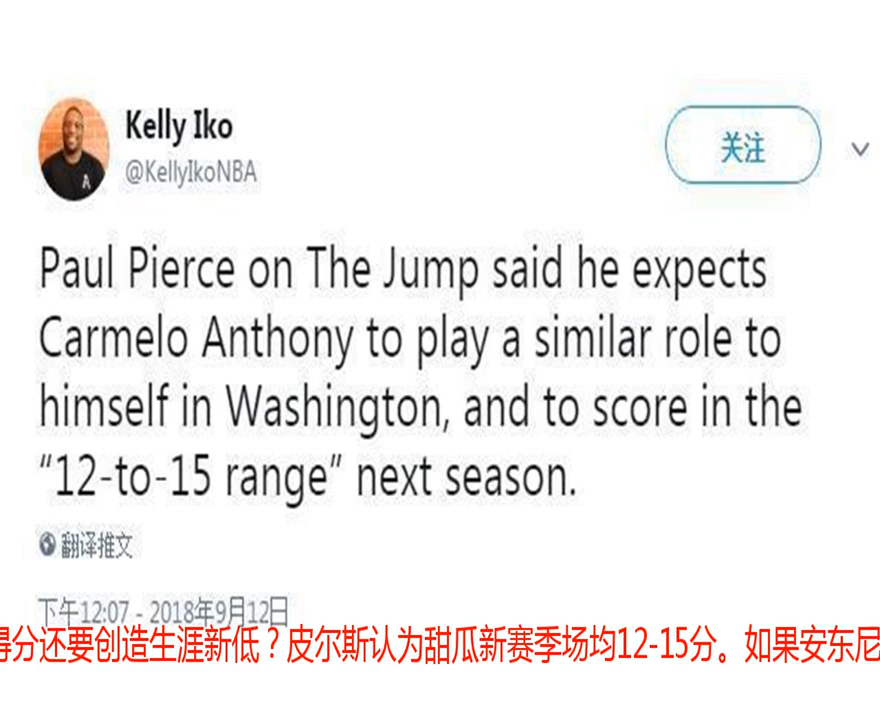 Kelly Iko
@KellyIkoNBA
关注
Paul Pierce on The Jump said he expects
Carmelo Anthony to play a similar role to
himself in Washington, and to score in the
“12-to-15 range” next season.
翻译推文
下午12:07 - 2018年9月12日
得分还要创造生涯新低？皮尔斯认为甜瓜新赛季场均12-15分。如果安东尼